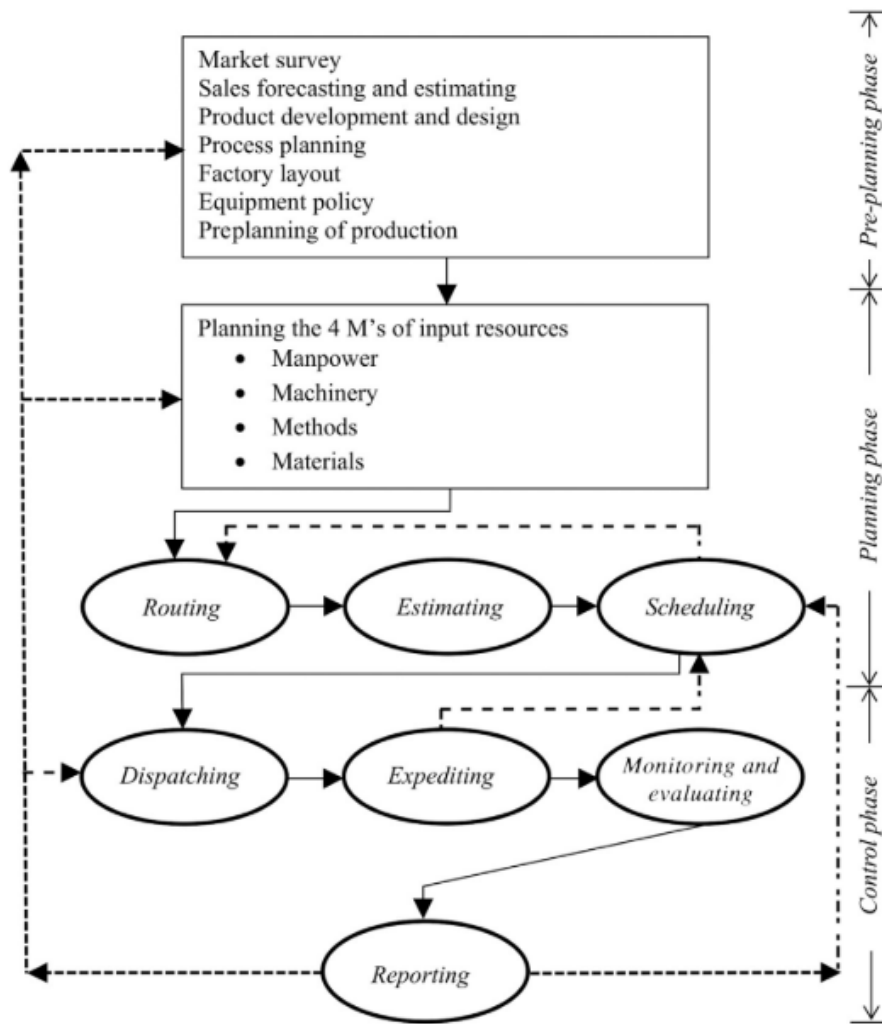 Market survey
Sales forecasting and estimating
Product development and design
Process planning
Factory layout
Equipment policy
Preplanning of production
Pre-planning phase
Planning the 4 M’s of input resources
• Manpower
• Machinery
• Methods
• Materials
Planning phase
Routing
Estimating
Scheduling
Dispatching
Expediting
Monitoring and
evaluating
Control phase
Reporting